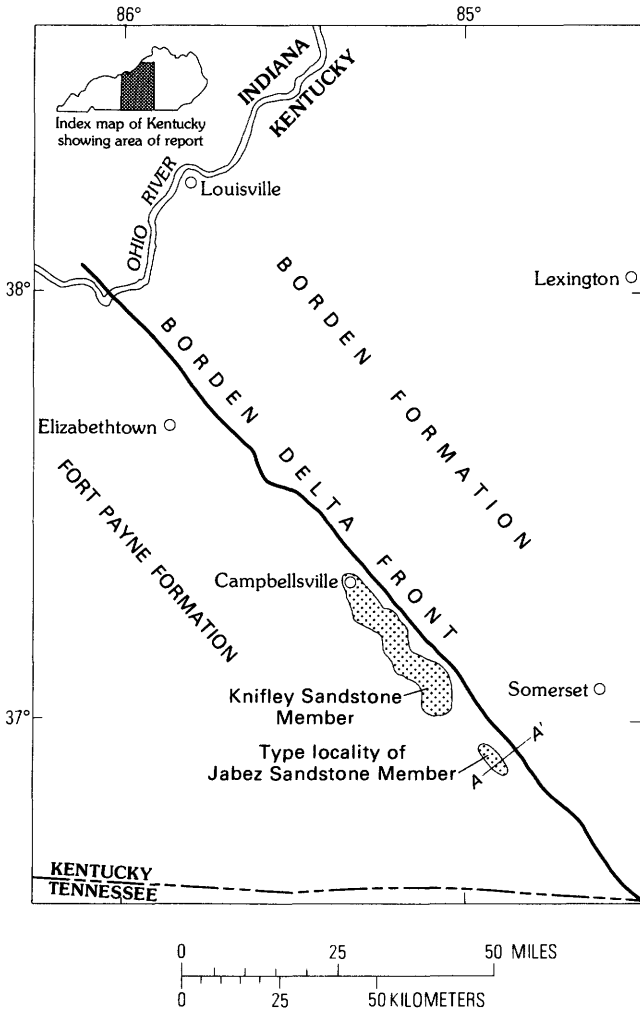 86°
85°
INDIANA
KENTUCKY
Index map of Kentucky
showing area of report
OHIO RIVER
Louisville
38°
Lexington
BORDEN FORMATION
BORDEN DELTA FRONT
Elizabethtown
FORT PAYNE FORMATION
Campbellsville
Knifley Sandstone
Member
Somerset
37°
Type locality of
Jabez Sandstone Member
A
A'
KENTUCKY
TENNESSEE
0 25 50 MILES
0 25 50 KILOMETERS